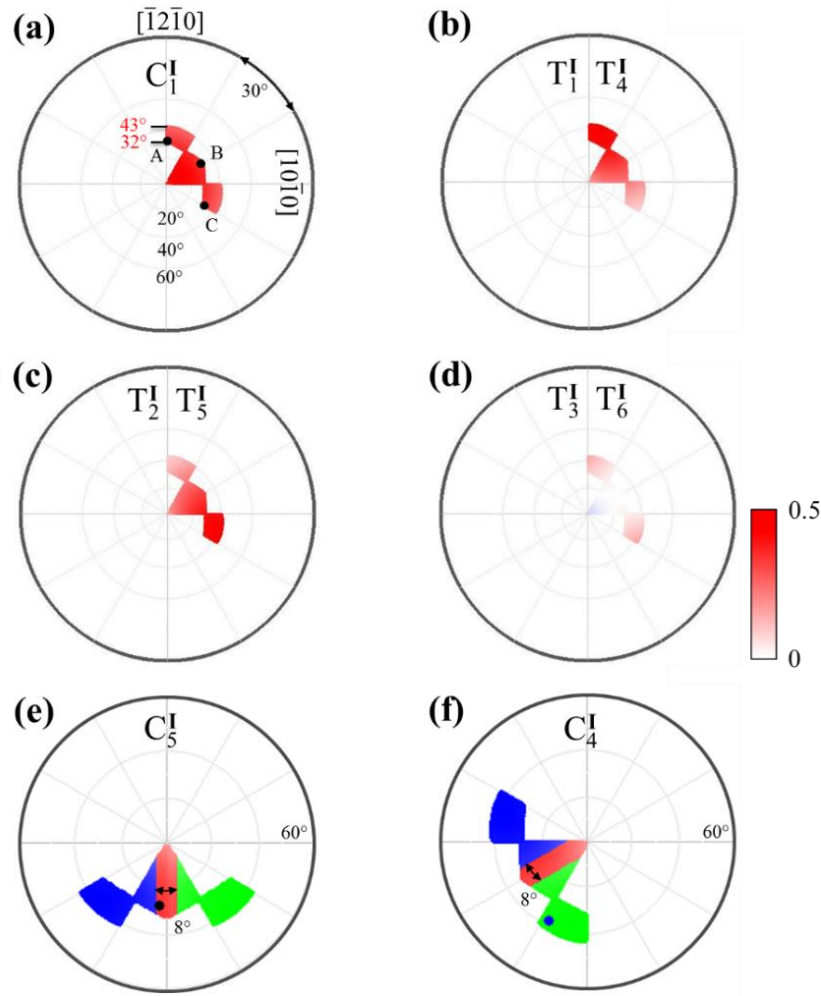 (a)
[1̄21̄0]
C₁ᴵ
30°
43°
32°
A
B
[101̄0]
C
20°
40°
60°
(b)
T₁ᴵ T₄ᴵ
(c)
T₂ᴵ T₅ᴵ
(d)
T₃ᴵ T₆ᴵ
0.5
0
(e)
C₅ᴵ
60°
8°
(f)
C₄ᴵ
60°
8°